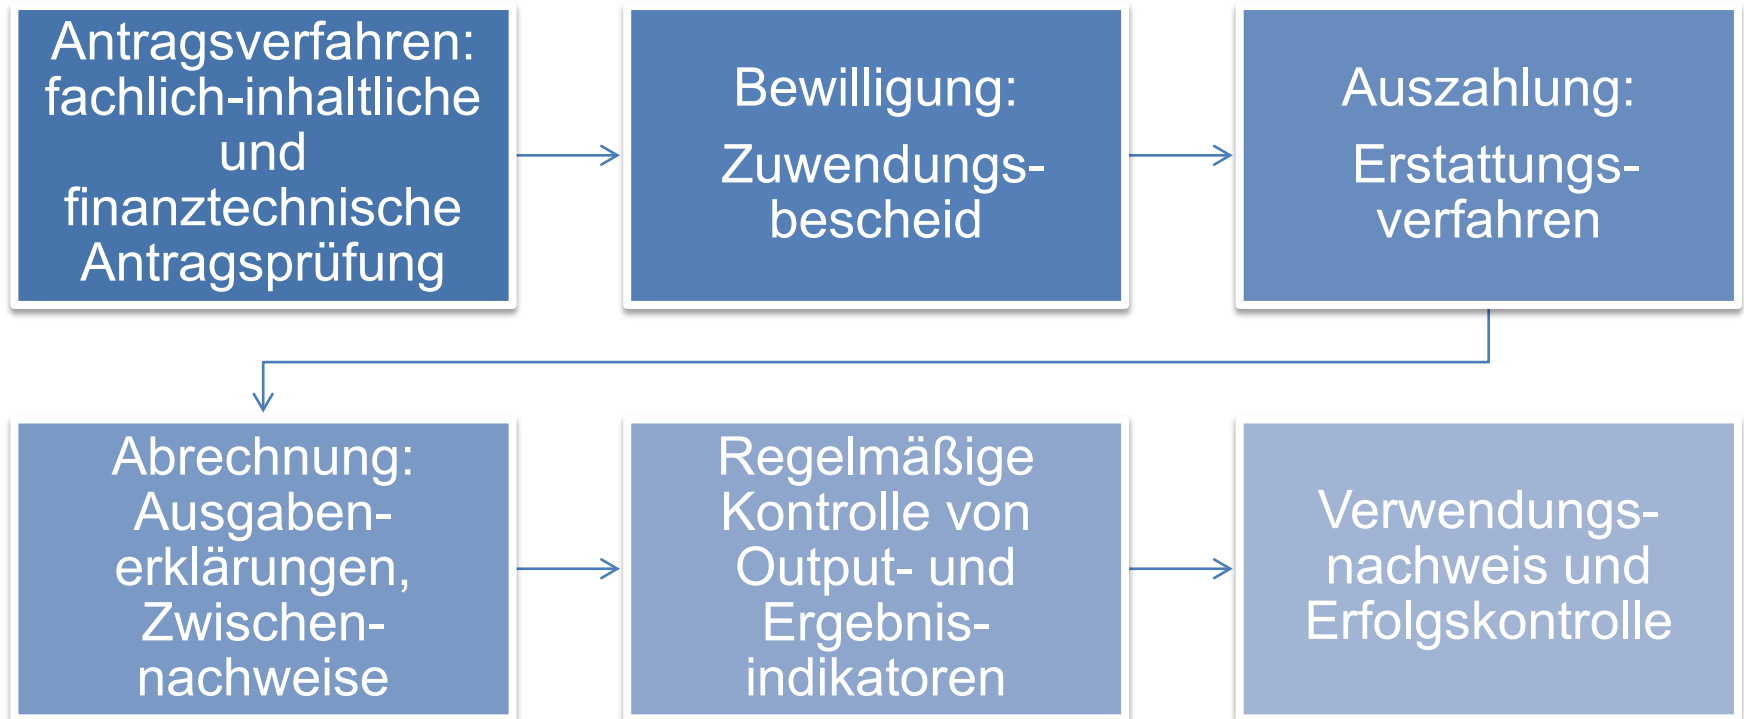 Antragsverfahren:
fachlich-inhaltliche
und
finanztechnische
Antragsprüfung
Bewilligung:
Zuwendungs-
bescheid
Auszahlung:
Erstattungs-
verfahren
Abrechnung:
Ausgaben-
erklärungen,
Zwischen-
nachweise
Regelmäßige
Kontrolle von
Output- und
Ergebnis-
indikatoren
Verwendungs-
nachweis und
Erfolgskontrolle